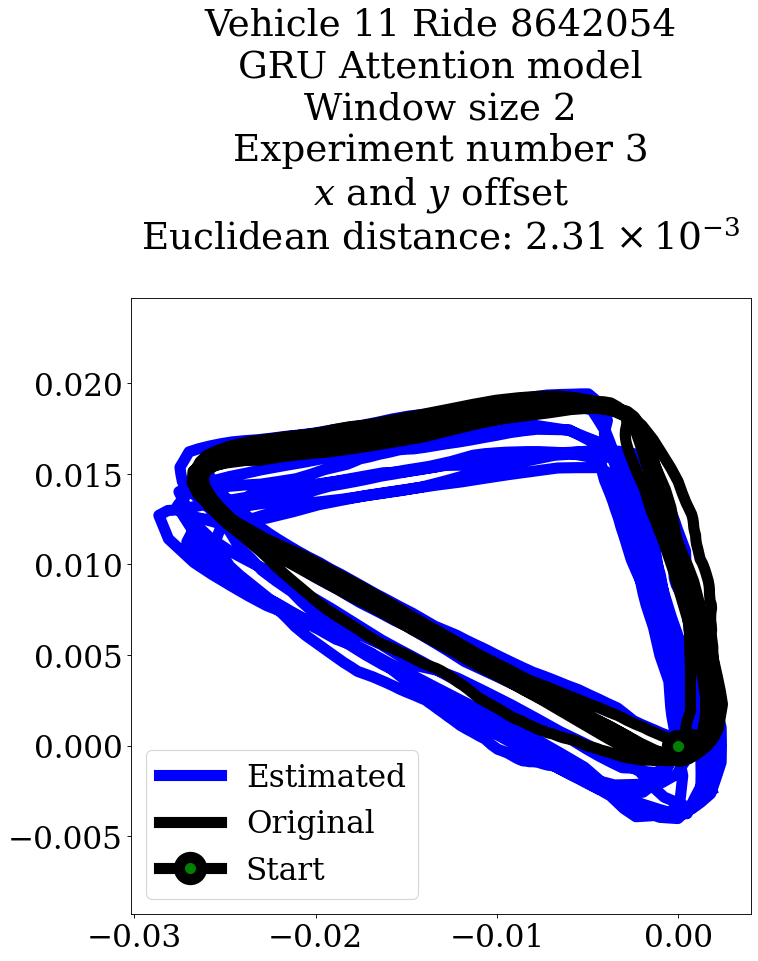 Vehicle 11 Ride 8642054
GRU Attention model
Window size 2
Experiment number 3
x and y offset
Euclidean distance: 2.31 × 10⁻³
0.020
0.015
0.010
0.005
0.000
−0.005
Estimated
Original
Start
−0.03
−0.02
−0.01
0.00